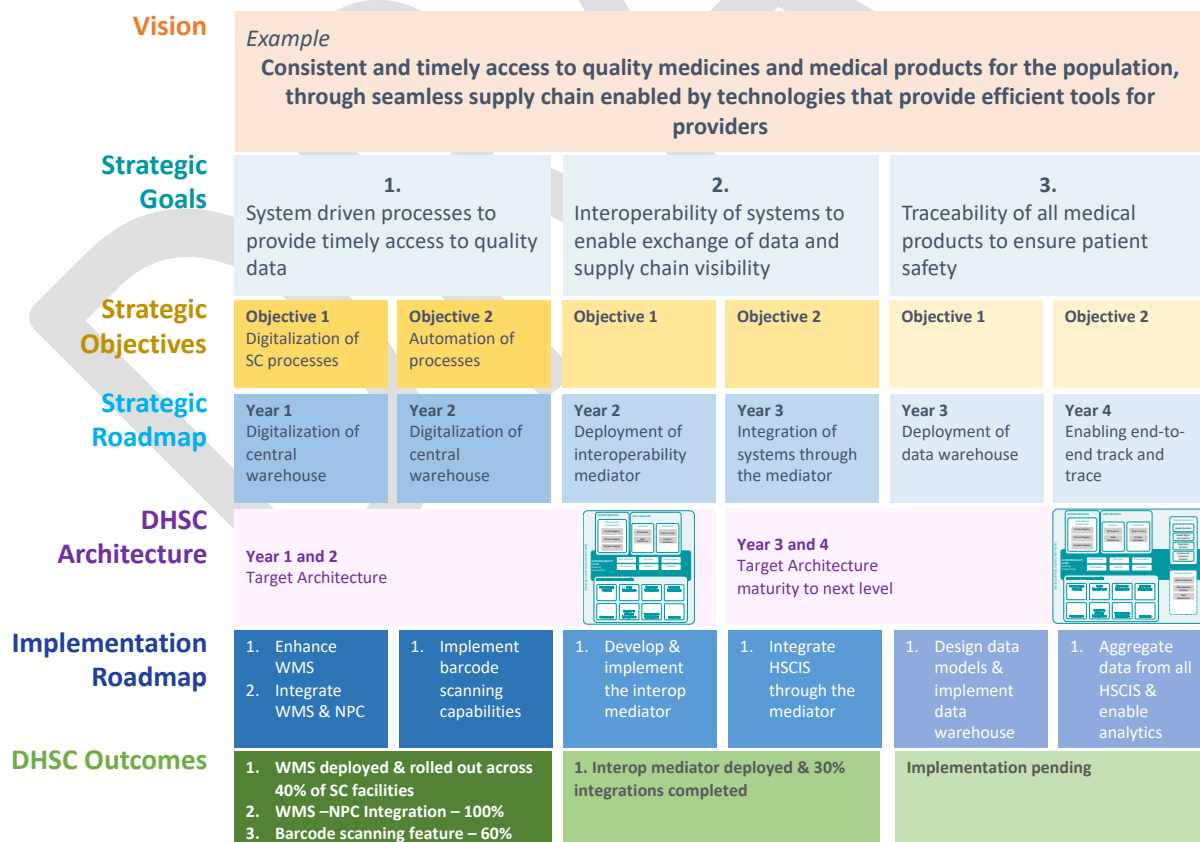 Vision
Example
Consistent and timely access to quality medicines and medical products for the population,
through seamless supply chain enabled by technologies that provide efficient tools for
providers
Strategic
Goals
1.
System driven processes to
provide timely access to quality
data
2.
Interoperability of systems to
enable exchange of data and
supply chain visibility
3.
Traceability of all medical
products to ensure patient
safety
Strategic
Objectives
Objective 1
Digitalization of
SC processes
Objective 2
Automation of
processes
Objective 1
Objective 2
Objective 1
Objective 2
Strategic
Roadmap
Year 1
Digitalization of
central
warehouse
Year 2
Digitalization of
central
warehouse
Year 2
Deployment of
interoperability
mediator
Year 3
Integration of
systems through
the mediator
Year 3
Deployment of
data warehouse
Year 4
Enabling end-to-
end track and
trace
DHSC
Architecture
Year 1 and 2
Target Architecture
Year 3 and 4
Target Architecture
maturity to next level
Implementation
Roadmap
1. Enhance
WMS
2. Integrate
WMS & NPC
1. Implement
barcode
scanning
capabilities
1. Develop &
implement
the interop
mediator
1. Integrate
HSCIS
through the
mediator
1. Design data
models &
implement
data
warehouse
1. Aggregate
data from all
HSCIS &
enable
analytics
DHSC Outcomes
1. WMS deployed & rolled out across
40% of SC facilities
2. WMS –NPC Integration – 100%
3. Barcode scanning feature – 60%
1. Interop mediator deployed & 30%
integrations completed
Implementation pending